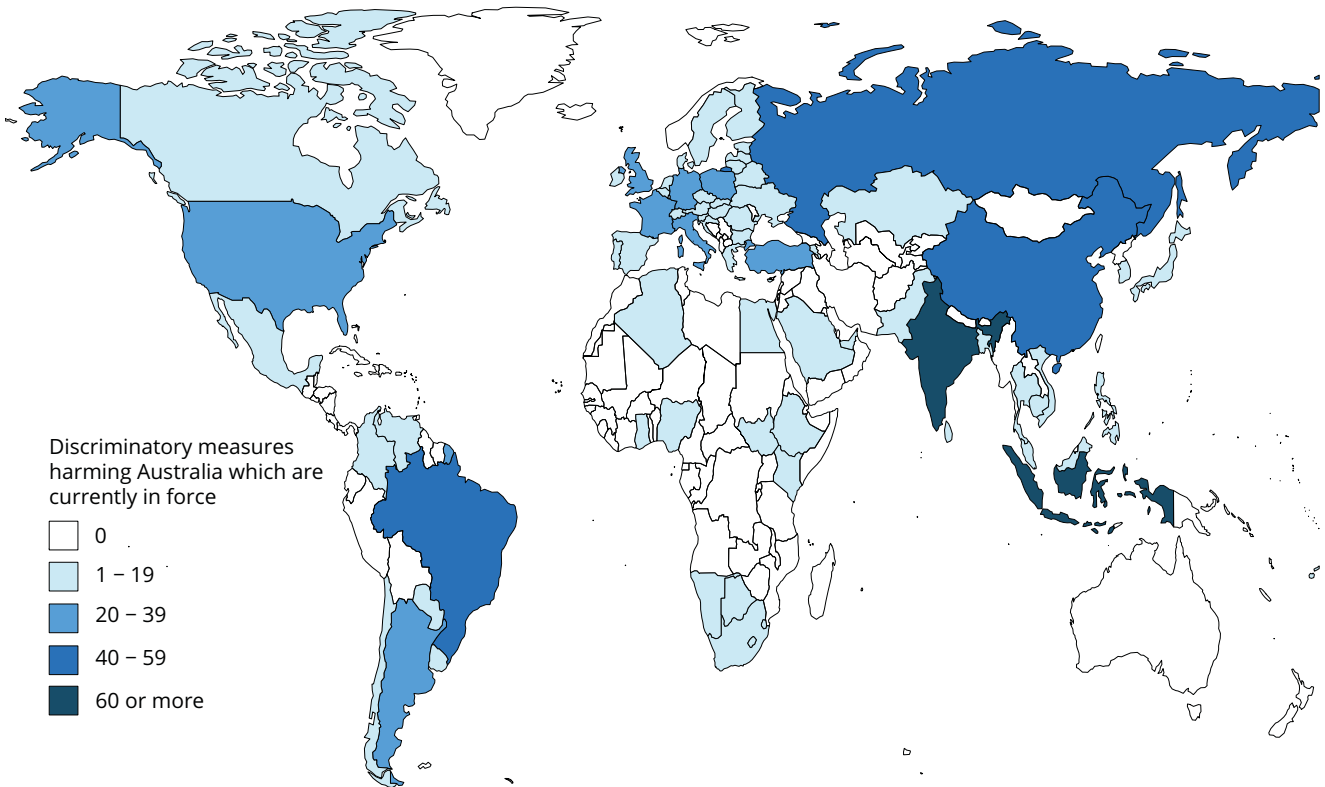 Discriminatory measures
harming Australia which are
currently in force
0
1 – 19
20 – 39
40 – 59
60 or more